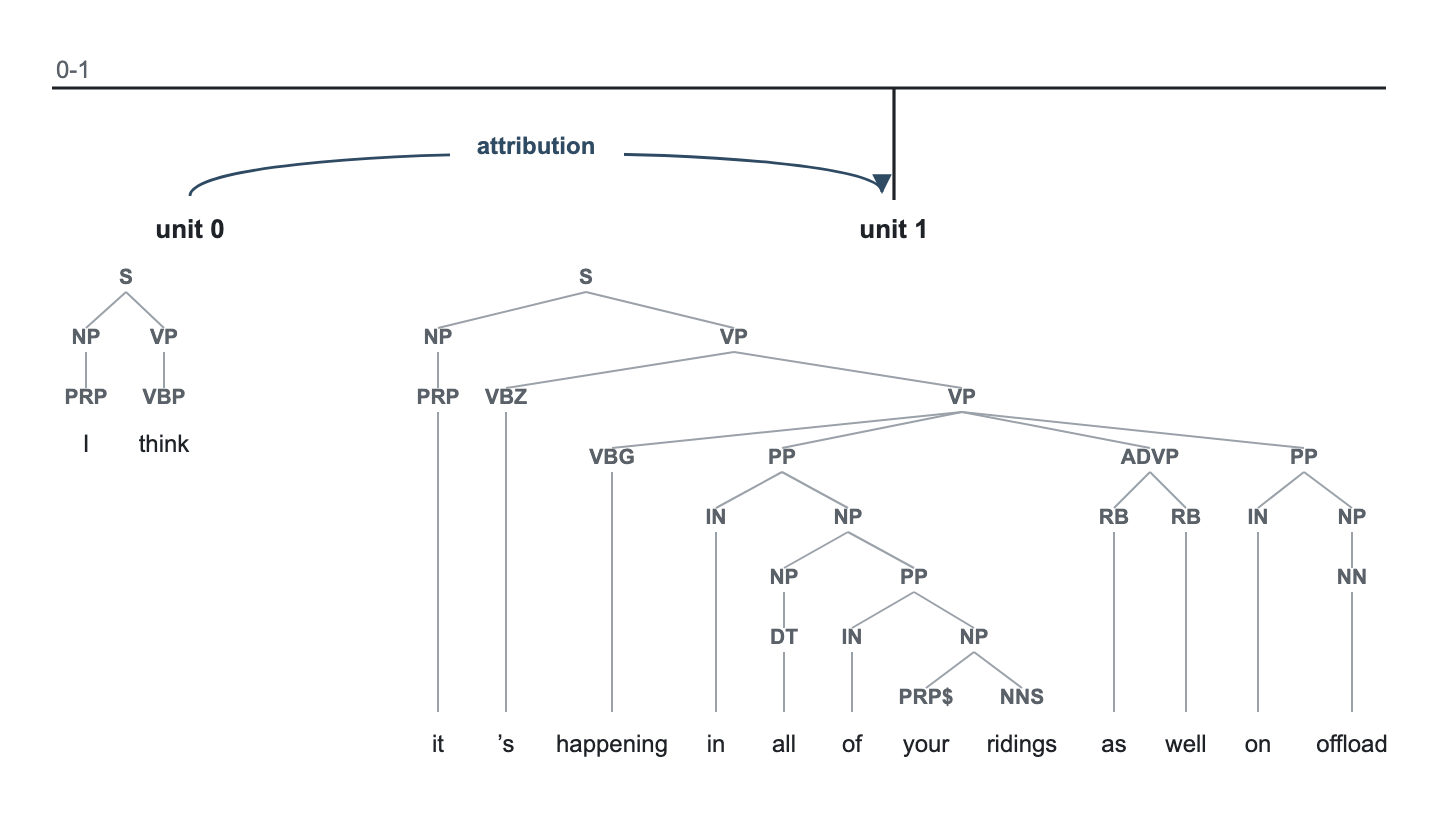 0-1
attribution
unit 0 unit 1
S S
NP VP NP VP
PRP VBP PRP VBZ VP
I think VBG PP ADVP PP
IN NP RB RB IN NP
NP PP NN
DT IN NP
PRP$ NNS
it ’s happening in all of your ridings as well on offload